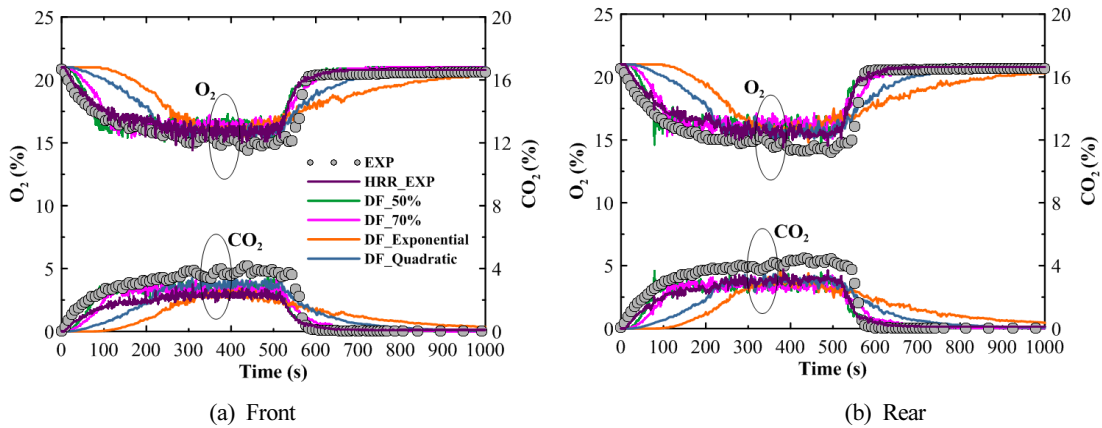 25
20
15
10
5
0
O2 (%)
20
16
12
8
4
0
CO2 (%)
O2
EXP
HRR_EXP
DF_50%
DF_70%
DF_Exponential
DF_Quadratic
CO2
0 100 200 300 400 500 600 700 800 900 1000
Time (s)
(a) Front
25
20
15
10
5
0
O2 (%)
20
16
12
8
4
0
CO2 (%)
O2
CO2
0 100 200 300 400 500 600 700 800 900 1000
Time (s)
(b) Rear